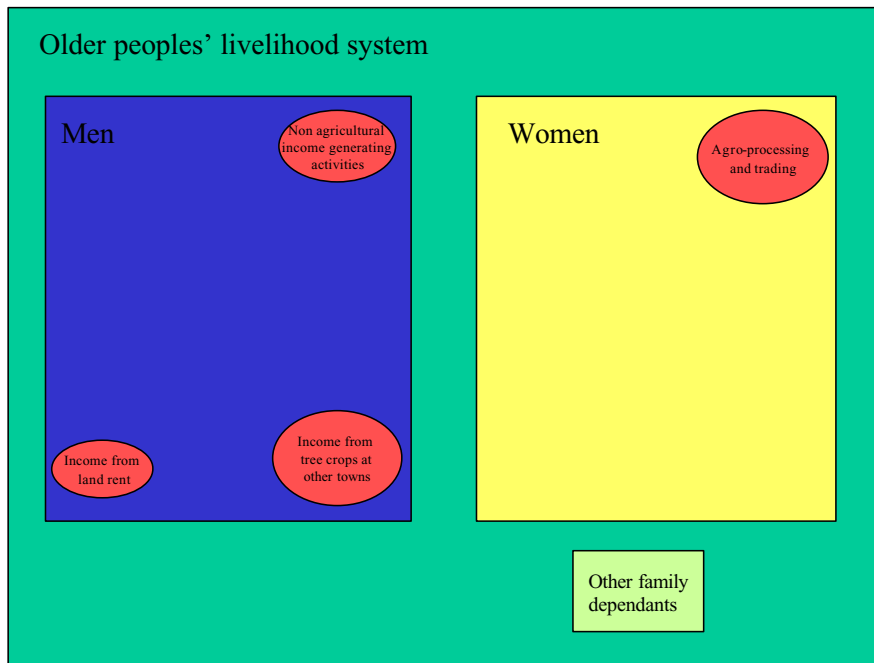 Older peoples’ livelihood system
Men
Non agricultural
income generating
activities
Women
Agro-processing
and trading
Income from
land rent
Income from
tree crops at
other towns
Other family
dependants